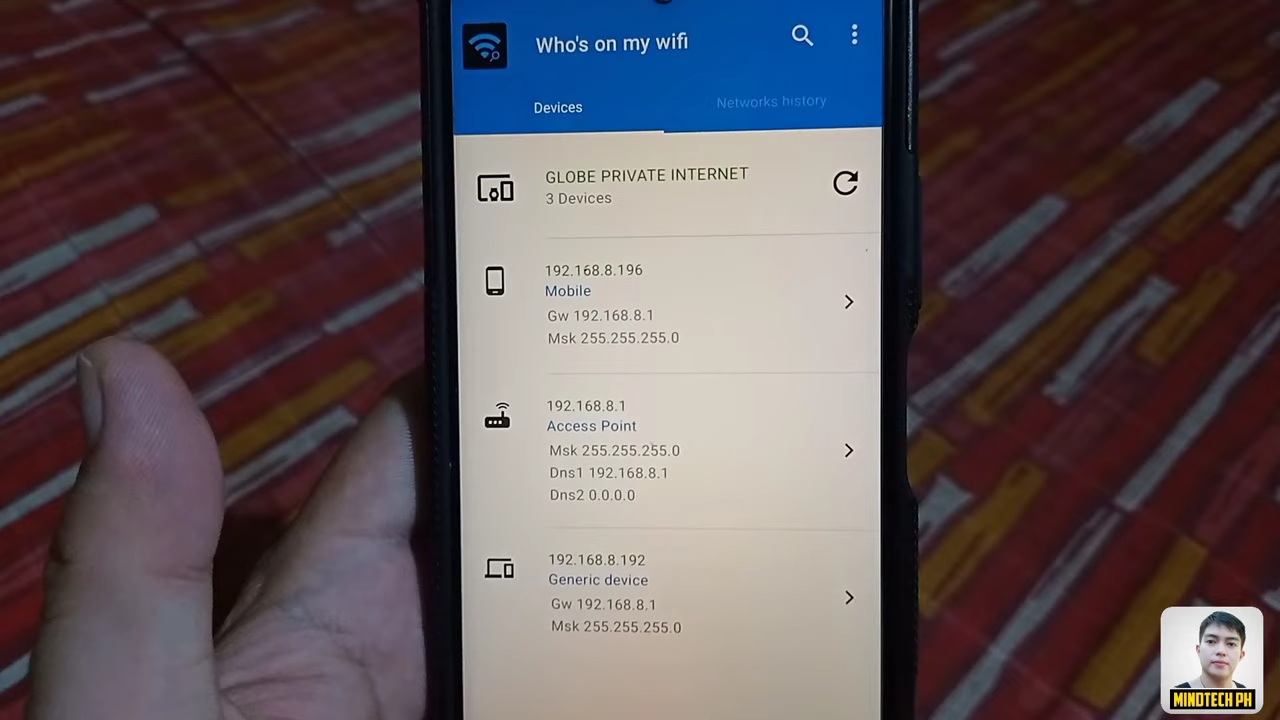 Who's on my wifi
Devices
Networks history
GLOBE PRIVATE INTERNET
3 Devices
192.168.8.196
Mobile
Gw 192.168.8.1
Msk 255.255.255.0
192.168.8.1
Access Point
Msk 255.255.255.0
Dns1 192.168.8.1
Dns2 0.0.0.0
192.168.8.192
Generic device
Gw 192.168.8.1
Msk 255.255.255.0
MINDTECH PH